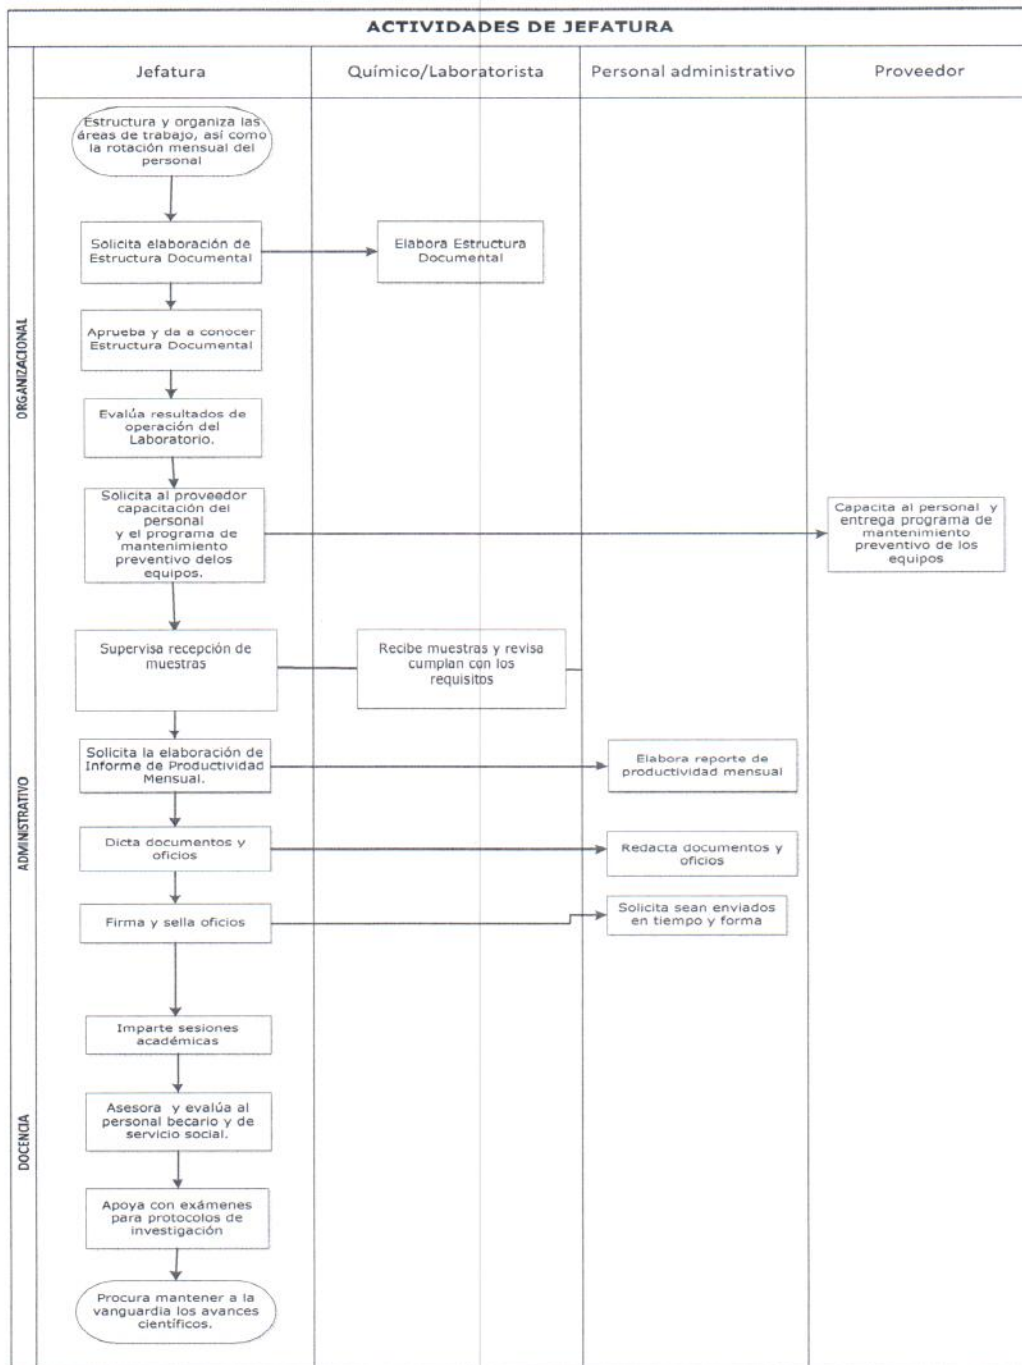 ACTIVIDADES DE JEFATURA
Jefatura
Químico/Laboratorista
Personal administrativo
Proveedor
ORGANIZACIONAL
Estructura y organiza las
áreas de trabajo, así como
la rotación mensual del
personal
Solicita elaboración de
Estructura Documental
Elabora Estructura
Documental
Aprueba y da a conocer
Estructura Documental
Evalúa resultados de
operación del
Laboratorio.
Solicita al proveedor
capacitación del
personal
y el programa de
mantenimiento
preventivo delos
equipos.
Capacita al personal y
entrega programa de
mantenimiento
preventivo de los
equipos
Supervisa recepción de
muestras
Recibe muestras y revisa
cumplan con los
requisitos
ADMINISTRATIVO
Solicita la elaboración de
Informe de Productividad
Mensual.
Elabora reporte de
productividad mensual
Dicta documentos y
oficios
Redacta documentos y
oficios
Firma y sella oficios
Solicita sean enviados
en tiempo y forma
DOCENCIA
Imparte sesiones
académicas
Asesora y evalúa al
personal becario y de
servicio social.
Apoya con exámenes
para protocolos de
investigación
Procura mantener a la
vanguardia los avances
científicos.